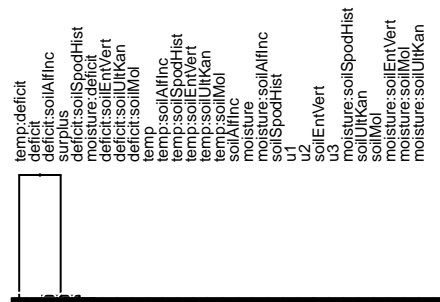 temp:deficit
deficit
deficit:soilAlfInc
surplus
deficit:soilSpodHist
moisture:deficit
deficit:soilEntVert
deficit:soilUltKan
deficit:soilMol
temp
temp:soilAlfInc
temp:soilSpodHist
temp:soilEntVert
temp:soilUltKan
temp:soilMol
soilAlfInc
moisture
moisture:soilAlfInc
soilSpodHist
u1
u2
soilEntVert
u3
moisture:soilSpodHist
soilUltKan
soilMol
moisture:soilEntVert
moisture:soilMol
moisture:soilUltKan